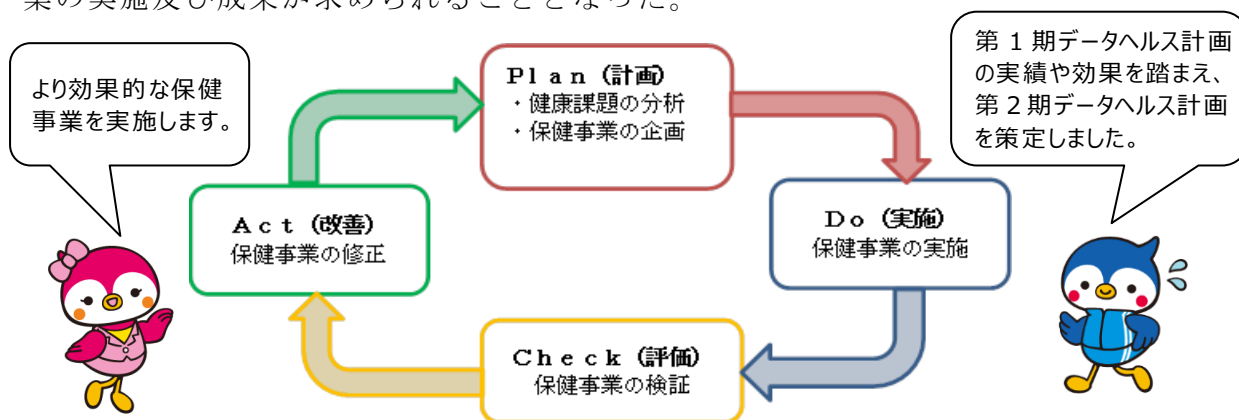 業の実施及び成果が求められることとなった。
より効果的な保健
事業を実施します。
Plan（計画）
・健康課題の分析
・保健事業の企画
第1期データヘルス計画
の実績や効果を踏まえ、
第2期データヘルス計画
を策定しました。
Act（改善）
保健事業の修正
Do（実施）
保健事業の実施
Check（評価）
保健事業の検証